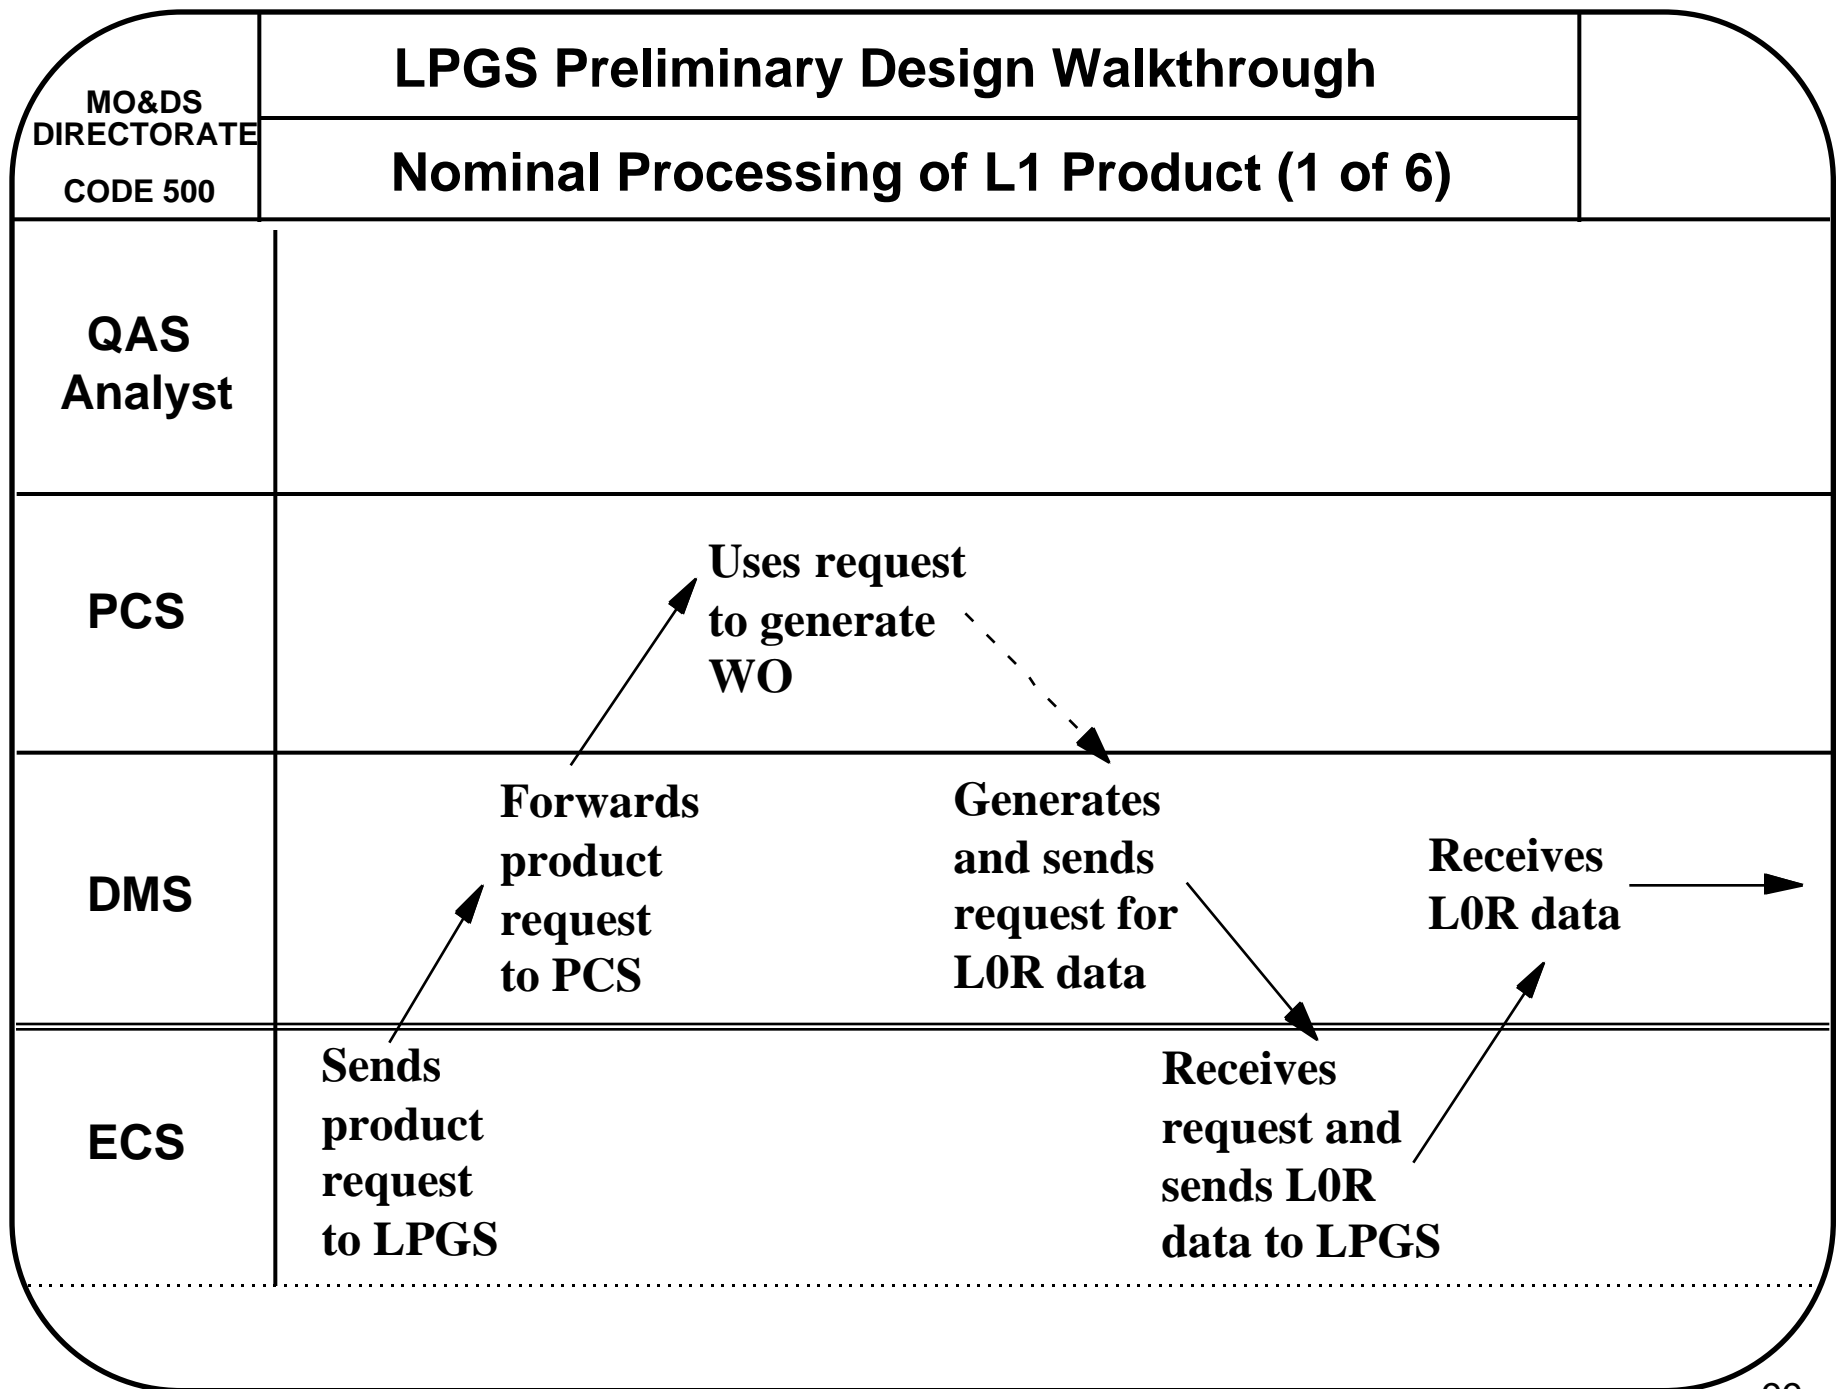 MO&DS
DIRECTORATE
CODE 500
LPGS Preliminary Design Walkthrough
Nominal Processing of L1 Product (1 of 6)
QAS
Analyst
PCS
Uses request
to generate
WO
DMS
Forwards
product
request
to PCS
Generates
and sends
request for
L0R data
Receives
L0R data
ECS
Sends
product
request
to LPGS
Receives
request and
sends L0R
data to LPGS